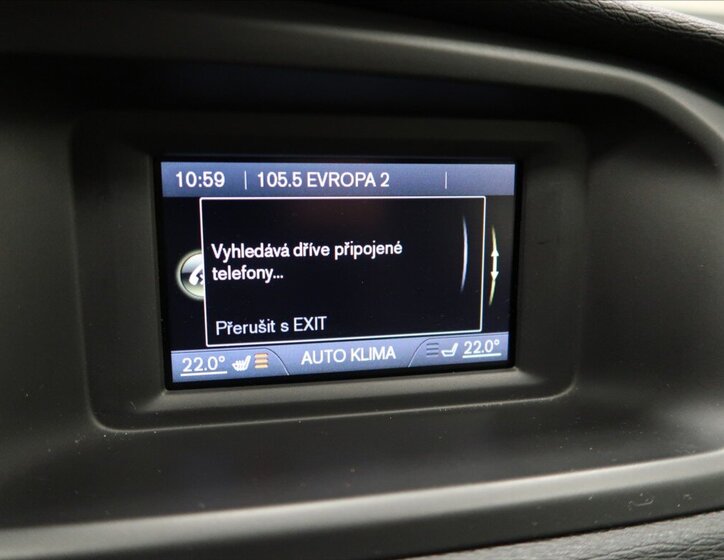 10:59 | 105.5 EVROPA 2 |
Vyhledává dříve připojené
telefony...
Přerušit s EXIT
22.0° AUTO KLIMA 22.0°